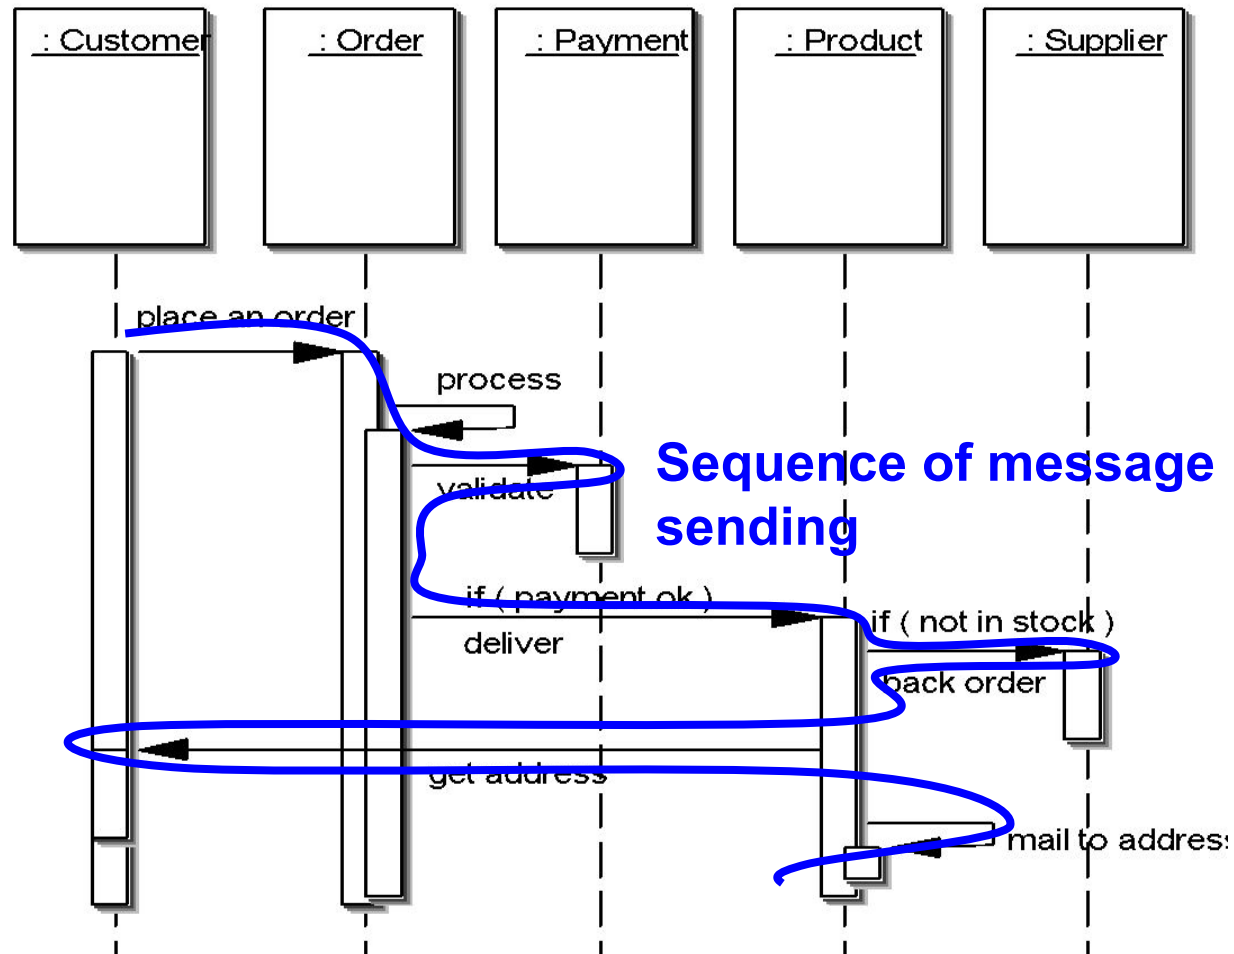 : Customer
: Order
: Payment
: Product
: Supplier
place an order
process
Sequence of message
sending
validate
if ( payment ok )
if ( not in stock )
deliver
back order
get address
mail to address